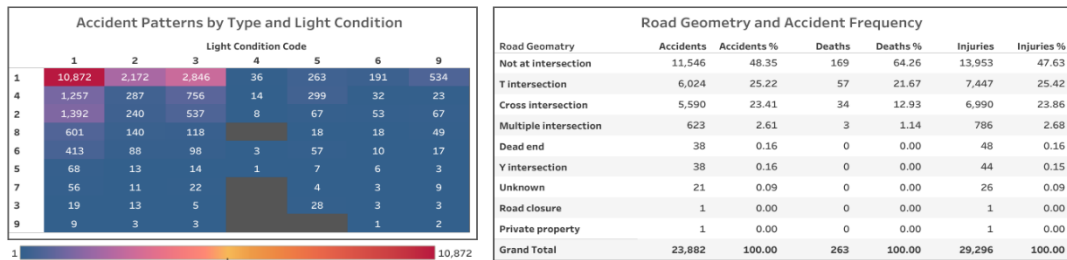 Accident Patterns by Type and Light Condition
Light Condition Code
1 2 3 4 5 6 9
1 10,872 2,172 2,846 36 263 191 534
4 1,257 287 756 14 299 32 23
2 1,392 240 537 8 67 53 67
8 601 140 118 18 18 49
6 413 88 98 3 57 10 17
5 68 13 14 1 7 6 3
7 56 11 22 4 3 9
3 19 13 5 28 3 3
9 9 3 3 1 2
1 10,872
Road Geometry and Accident Frequency
Road Geomatry Accidents Accidents % Deaths Deaths % Injuries Injuries %
Not at intersection 11,546 48.35 169 64.26 13,953 47.63
T intersection 6,024 25.22 57 21.67 7,447 25.42
Cross intersection 5,590 23.41 34 12.93 6,990 23.86
Multiple intersection 623 2.61 3 1.14 786 2.68
Dead end 38 0.16 0 0.00 48 0.16
Y intersection 38 0.16 0 0.00 44 0.15
Unknown 21 0.09 0 0.00 26 0.09
Road closure 1 0.00 0 0.00 1 0.00
Private property 1 0.00 0 0.00 1 0.00
Grand Total 23,882 100.00 263 100.00 29,296 100.00